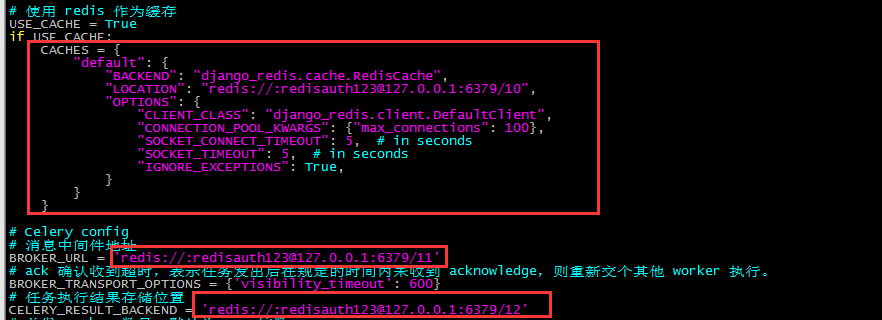 # 使用 redis 作为缓存
USE_CACHE = True
if USE_CACHE:
    CACHES = {
        "default": {
            "BACKEND": "django_redis.cache.RedisCache",
            "LOCATION": "redis://:redisauth123@127.0.0.1:6379/10",
            "OPTIONS": {
                "CLIENT_CLASS": "django_redis.client.DefaultClient",
                "CONNECTION_POOL_KWARGS": {"max_connections": 100},
                "SOCKET_CONNECT_TIMEOUT": 5,  # in seconds
                "SOCKET_TIMEOUT": 5,  # in seconds
                "IGNORE_EXCEPTIONS": True,
            }
        }
    }
# Celery config
# 消息中间件地址
BROKER_URL = 'redis://:redisauth123@127.0.0.1:6379/11'
# ack 确认收到超时，表示任务发出后在规定的时间内未收到 acknowledge，则重新交个其他 worker 执行。
BROKER_TRANSPORT_OPTIONS = {'visibility_timeout': 600}
# 任务执行结果存储位置
CELERY_RESULT_BACKEND = 'redis://:redisauth123@127.0.0.1:6379/12'